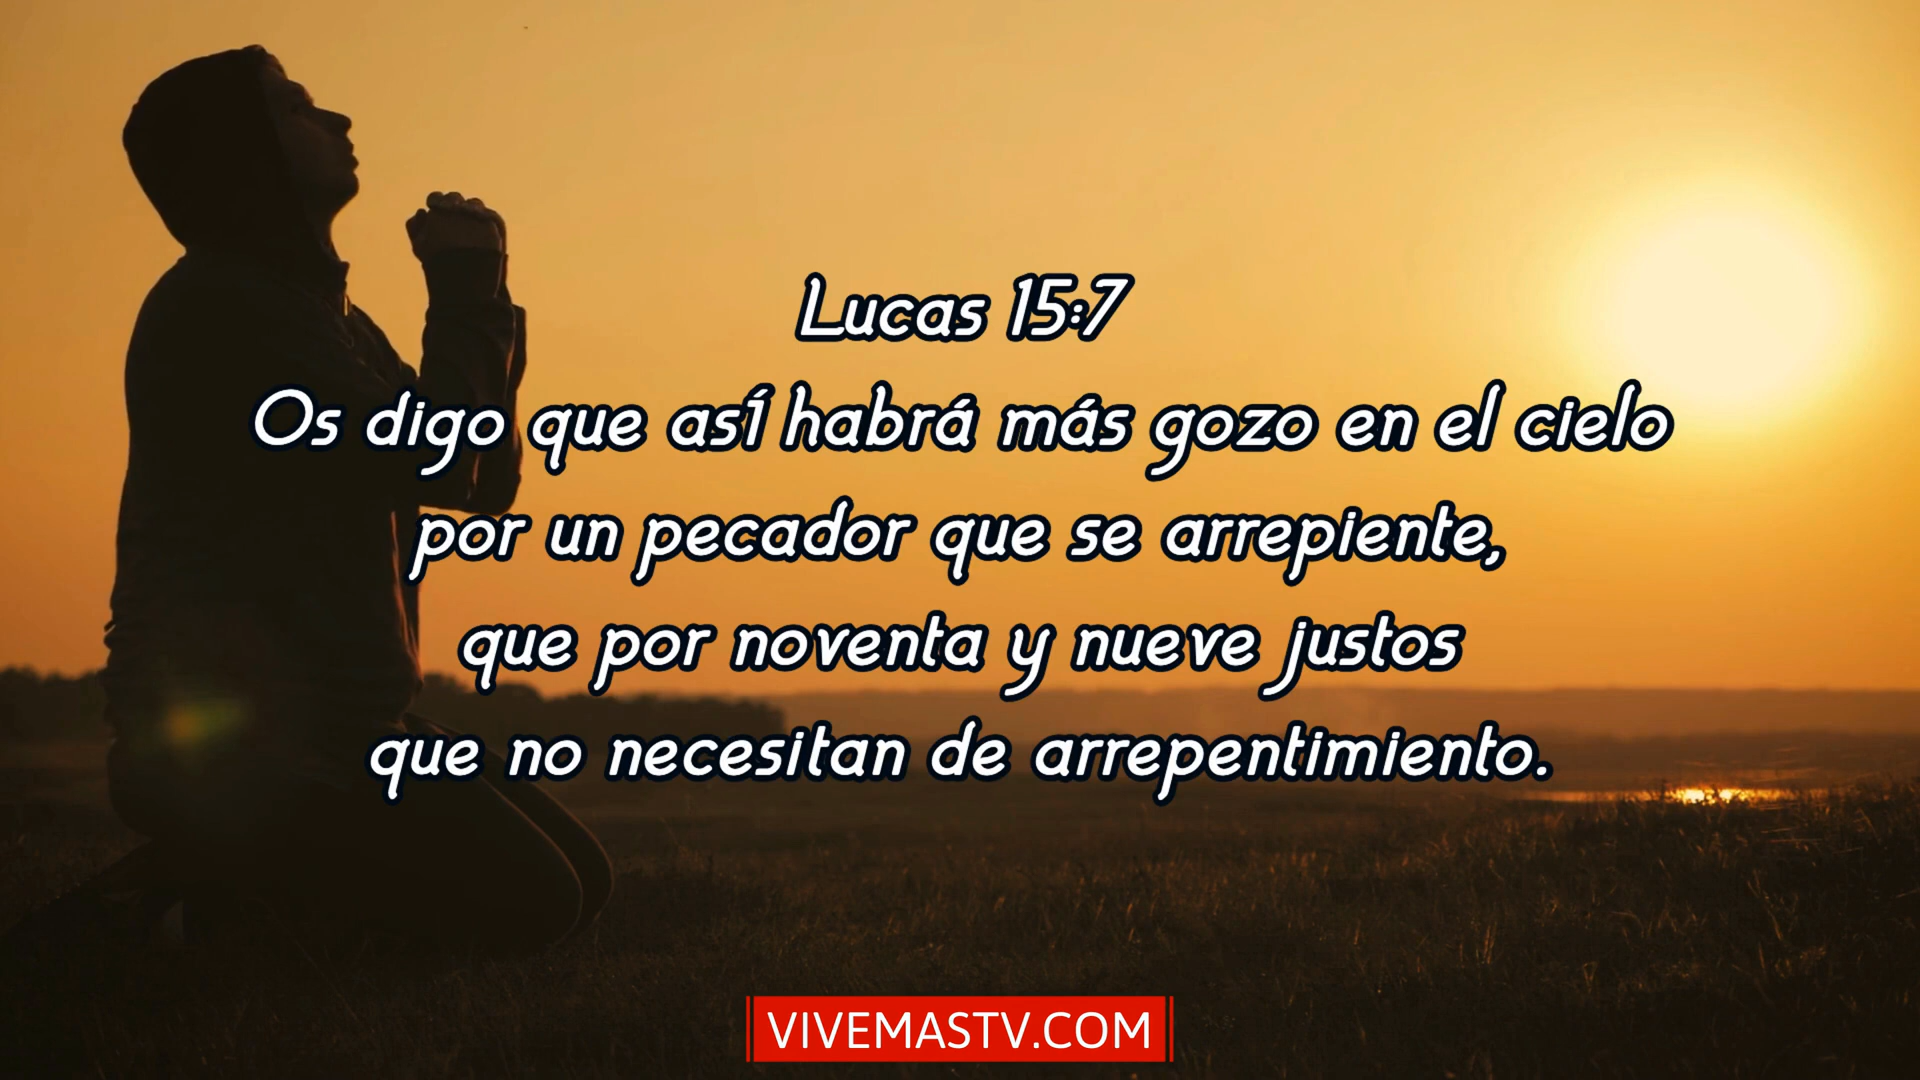 Lucas 15:7
Os digo que así habrá más gozo en el cielo
por un pecador que se arrepiente,
que por noventa y nueve justos
que no necesitan de arrepentimiento.
VIVEMASTV.COM